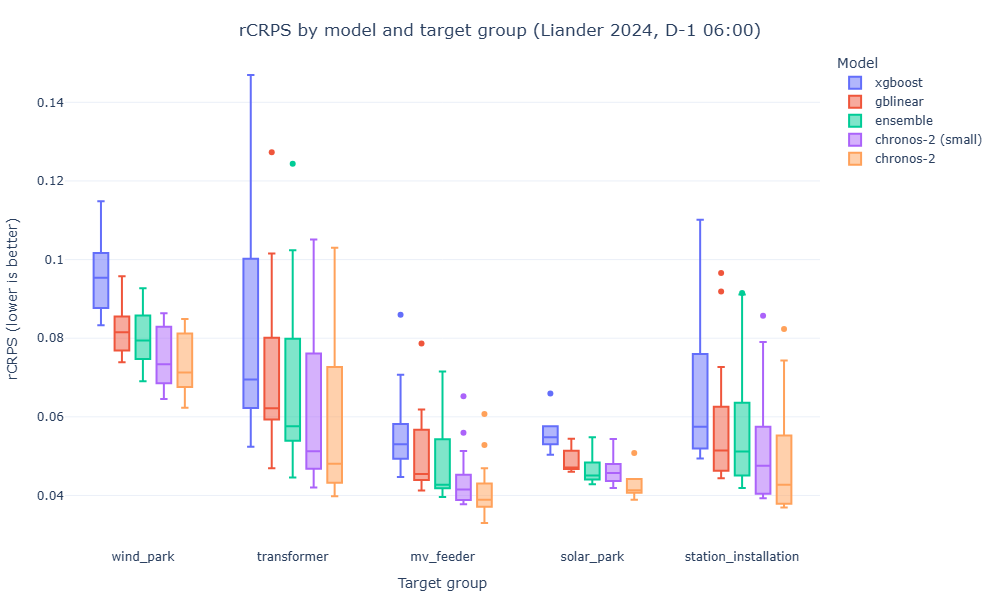 rCRPS by model and target group (Liander 2024, D-1 06:00)
Model
xgboost
gblinear
ensemble
chronos-2 (small)
chronos-2
rCRPS (lower is better)
0.14
0.12
0.1
0.08
0.06
0.04
wind_park
transformer
mv_feeder
solar_park
station_installation
Target group